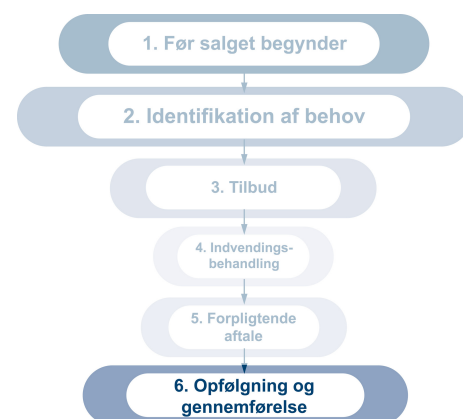 1. Før salget begynder
2. Identifikation af behov
3. Tilbud
4. Indvendings-
behandling
5. Forpligtende
aftale
6. Opfølgning og
gennemførelse